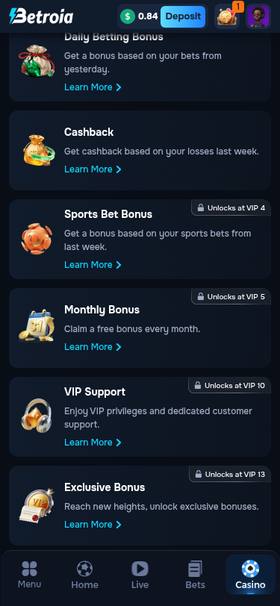 Betroia
$ 0.84 Deposit
1
Daily Betting Bonus
Get a bonus based on your bets from
yesterday.
Learn More >
Cashback
Get cashback based on your losses last week.
Learn More >
Unlocks at VIP 4
Sports Bet Bonus
Get a bonus based on your sports bets from
last week.
Learn More >
Unlocks at VIP 5
Monthly Bonus
Claim a free bonus every month.
Learn More >
Unlocks at VIP 10
VIP Support
Enjoy VIP privileges and dedicated customer
support.
Learn More >
Unlocks at VIP 13
Exclusive Bonus
Reach new heights, unlock exclusive bonuses.
Learn More >
VIP
Menu Home Live Bets Casino